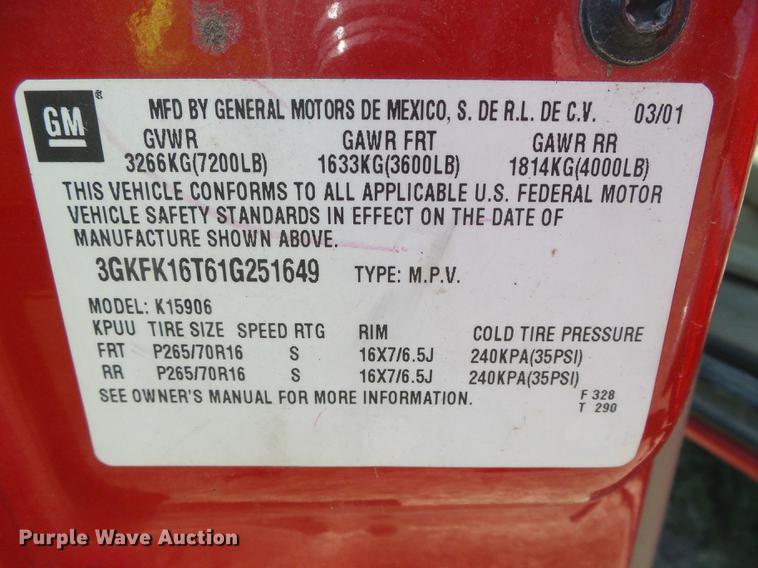 GM
MFD BY GENERAL MOTORS DE MEXICO, S. DE R.L. DE C.V. 03/01
GVWR GAWR FRT GAWR RR
3266KG(7200LB) 1633KG(3600LB) 1814KG(4000LB)
THIS VEHICLE CONFORMS TO ALL APPLICABLE U.S. FEDERAL MOTOR
VEHICLE SAFETY STANDARDS IN EFFECT ON THE DATE OF
MANUFACTURE SHOWN ABOVE.
3GKFK16T61G251649 TYPE: M.P.V.
MODEL: K15906
KPUU TIRE SIZE SPEED RTG RIM COLD TIRE PRESSURE
FRT P265/70R16 S 16X7/6.5J 240KPA(35PSI)
RR P265/70R16 S 16X7/6.5J 240KPA(35PSI)
SEE OWNER'S MANUAL FOR MORE INFORMATION. F 328
T 290
Purple Wave Auction